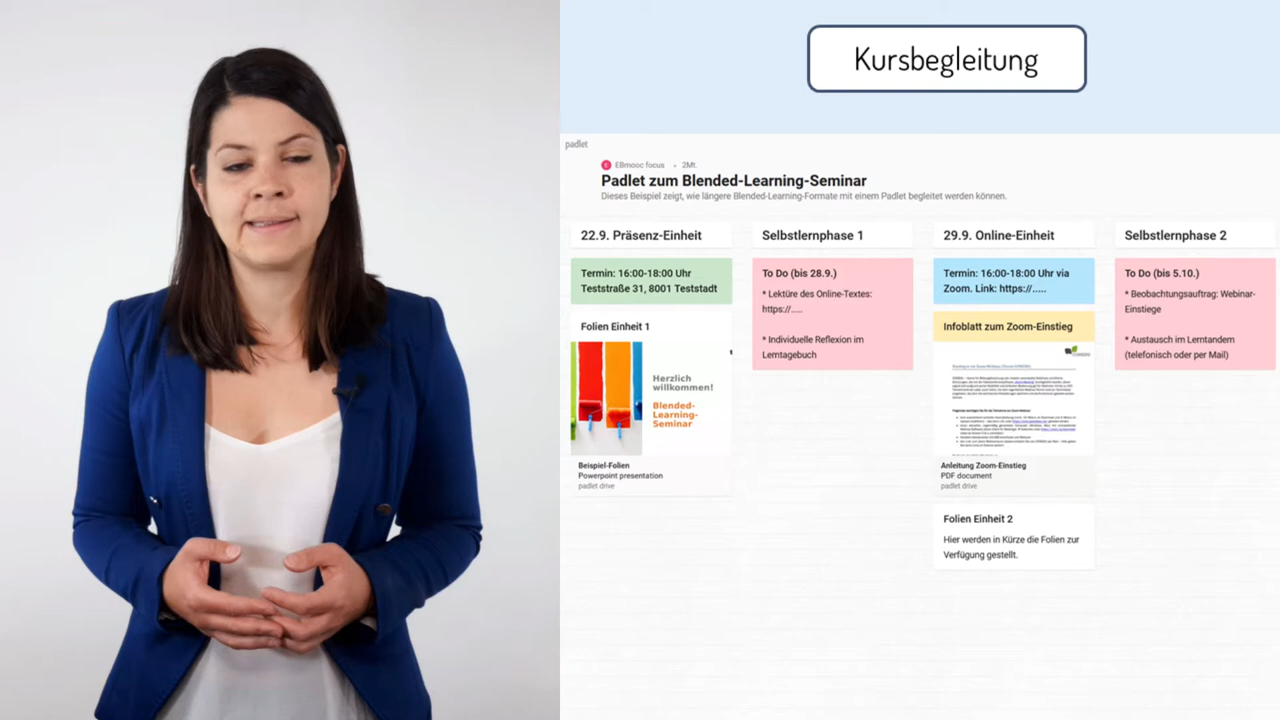 Kursbegleitung
padlet
EBmooc focus • 2Mt.
Padlet zum Blended-Learning-Seminar
Dieses Beispiel zeigt, wie längere Blended-Learning-Formate mit einem Padlet begleitet werden können.
22.9. Präsenz-Einheit
Termin: 16:00-18:00 Uhr
Teststraße 31, 8001 Teststadt
Folien Einheit 1
Herzlich
willkommen!
Blended-
Learning-
Seminar
Beispiel-Folien
Powerpoint presentation
padlet drive
Selbstlernphase 1
To Do (bis 28.9.)
* Lektüre des Online-Textes:
https://.....
* Individuelle Reflexion im
Lerntagebuch
29.9. Online-Einheit
Termin: 16:00-18:00 Uhr via
Zoom. Link: https://.....
Infoblatt zum Zoom-Einstieg
Anleitung Zoom-Einstieg
PDF document
padlet drive
Folien Einheit 2
Hier werden in Kürze die Folien zur
Verfügung gestellt.
Selbstlernphase 2
To Do (bis 5.10.)
* Beobachtungsauftrag: Webinar-
Einstiege
* Austausch im Lerntandem
(telefonisch oder per Mail)